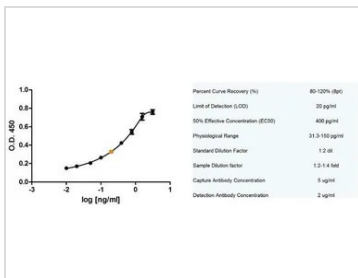 1.0
0.8
0.6
0.4
0.2
0.0
-3 -2 -1 0 1
O.D. 450
log [ng/ml]
Percent Curve Recovery (%) 80-120% (8pt)
Limit of Detection (LOD) 20 pg/ml
50% Effective Concentration (EC50) 400 pg/ml
Physiological Range 31.3-150 pg/ml
Standard Dilution Factor 1:2 dil
Sample Dilution factor 1:2-1:4 fold
Capture Antibody Concentration 5 ug/ml
Detection Antibody Concentration 2 ug/ml